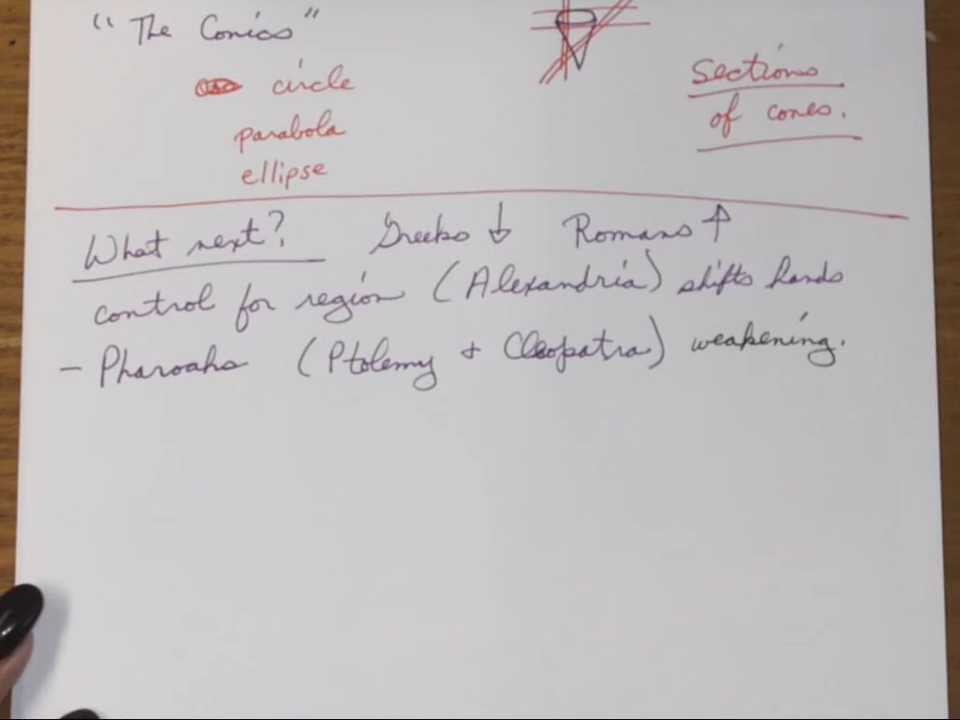 "The Conics"
circle
parabola
ellipse
Sections
of cones.
What next? Greeks ↓ Romans ↑
control for region (Alexandria) shifts hands
- Pharoahs (Ptolemy + Cleopatra) weakening.